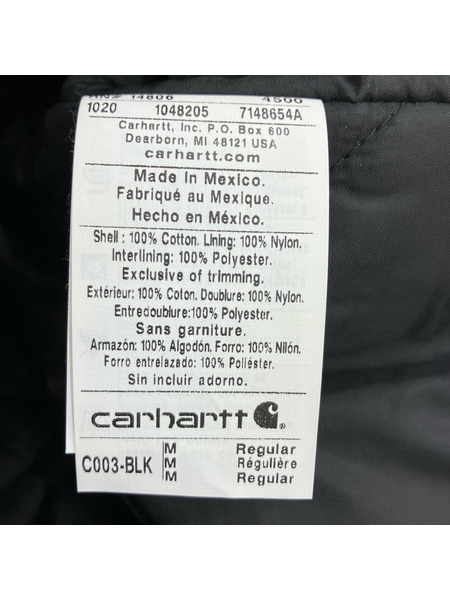 RN# 14806 4500
1020 1048205 7148654A
Carhartt, Inc. P.O. Box 600
Dearborn, MI 48121 USA
carhartt.com
Made in Mexico.
Fabriqué au Mexique.
Hecho en México.
Shell : 100% Cotton. Lining: 100% Nylon.
Interlining: 100% Polyester.
Exclusive of trimming.
Extérieur: 100% Coton. Doublure: 100% Nylon.
Entredoublure:100% Polyester.
Sans garniture.
Armazón: 100% Algodón. Forro: 100% Nilón.
Forro entrelazado: 100% Poliéster.
Sin incluir adorno.
carhartt
C003-BLK
M Regular
M Régulière
M Regular